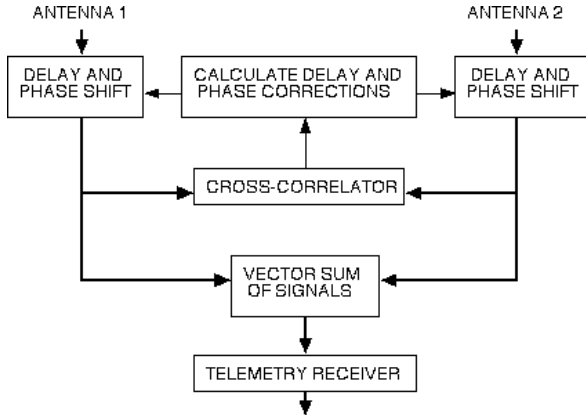 ANTENNA 1
ANTENNA 2
DELAY AND
PHASE SHIFT
CALCULATE DELAY AND
PHASE CORRECTIONS
DELAY AND
PHASE SHIFT
CROSS-CORRELATOR
VECTOR SUM
OF SIGNALS
TELEMETRY RECEIVER